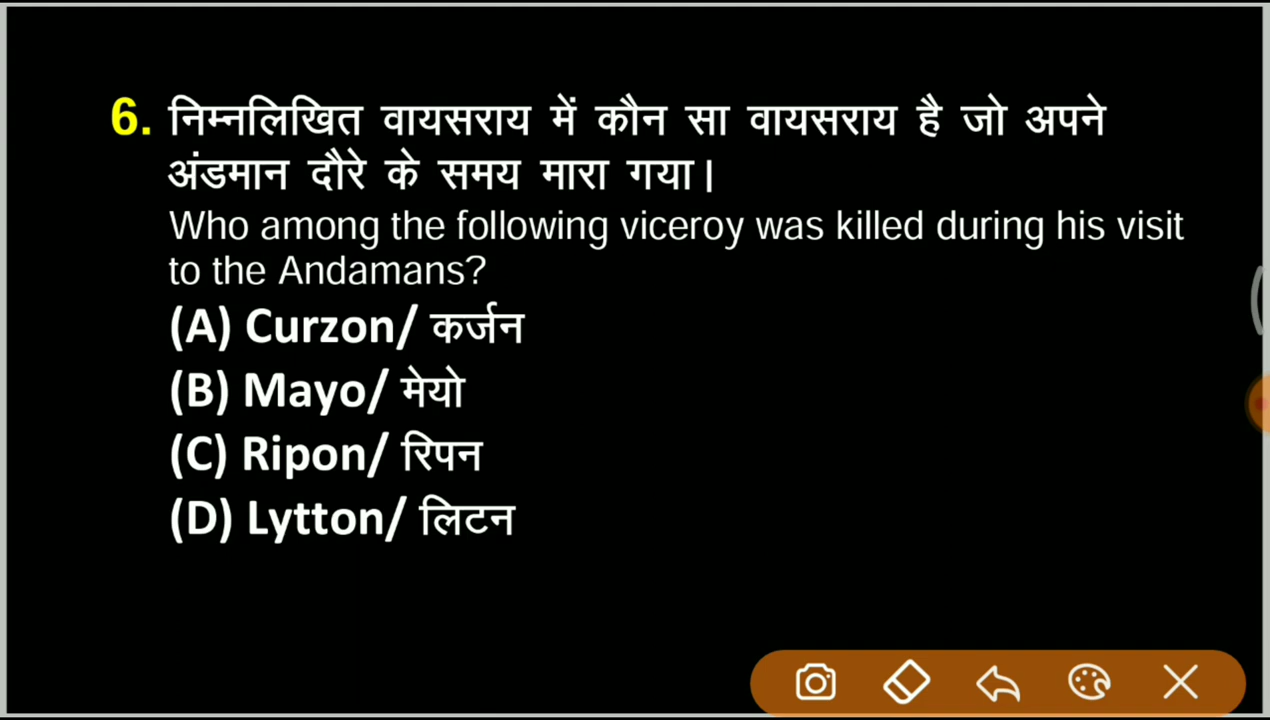 6. निम्नलिखित वायसराय में कौन सा वायसराय है जो अपने
अंडमान दौरे के समय मारा गया।
Who among the following viceroy was killed during his visit
to the Andamans?
(A) Curzon/ कर्जन
(B) Mayo/ मेयो
(C) Ripon/ रिपन
(D) Lytton/ लिटन